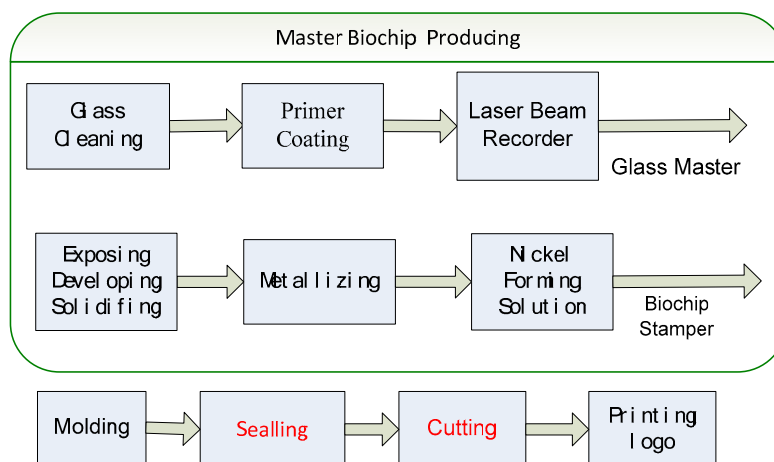 Master Biochip Producing
Glass
Cleaning
Primer
Coating
Laser Beam
Recorder
Glass Master
Exposing
Developing
Solidifing
Metallizing
Nickel
Forming
Solution
Biochip
Stamper
Molding
Sealling
Cutting
Printing
logo